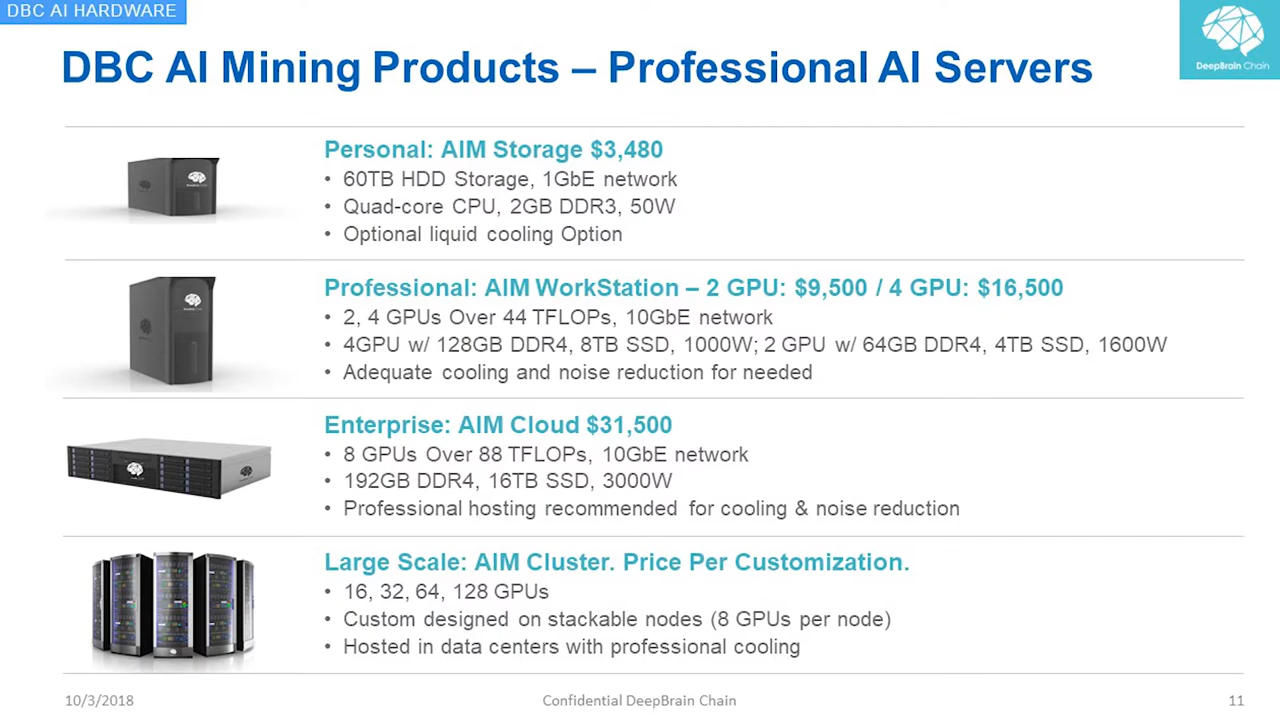 DBC AI HARDWARE
DeepBrain Chain
DBC AI Mining Products – Professional AI Servers
Personal: AIM Storage $3,480
• 60TB HDD Storage, 1GbE network
• Quad-core CPU, 2GB DDR3, 50W
• Optional liquid cooling Option
Professional: AIM WorkStation – 2 GPU: $9,500 / 4 GPU: $16,500
• 2, 4 GPUs Over 44 TFLOPs, 10GbE network
• 4GPU w/ 128GB DDR4, 8TB SSD, 1000W; 2 GPU w/ 64GB DDR4, 4TB SSD, 1600W
• Adequate cooling and noise reduction for needed
Enterprise: AIM Cloud $31,500
• 8 GPUs Over 88 TFLOPs, 10GbE network
• 192GB DDR4, 16TB SSD, 3000W
• Professional hosting recommended for cooling & noise reduction
Large Scale: AIM Cluster. Price Per Customization.
• 16, 32, 64, 128 GPUs
• Custom designed on stackable nodes (8 GPUs per node)
• Hosted in data centers with professional cooling
10/3/2018
Confidential DeepBrain Chain
11